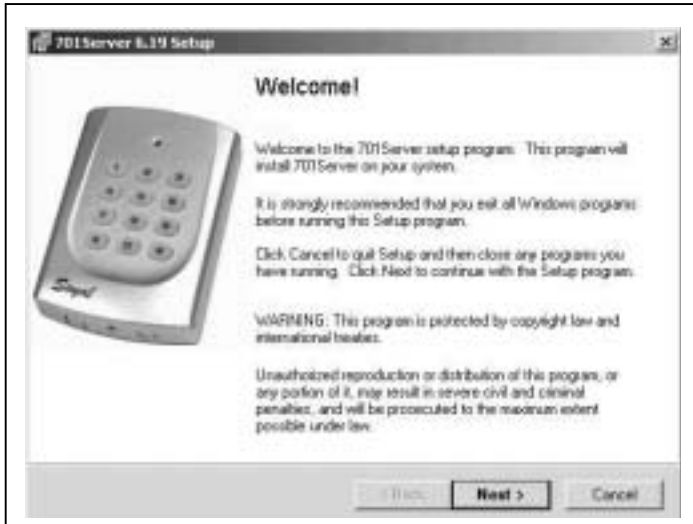 701Server 6.19 Setup
Welcome!
Welcome to the 701Server setup program. This program will
install 701Server on your system.
It is strongly recommended that you exit all Windows programs
before running this Setup program.
Click Cancel to quit Setup and then close any programs you
have running. Click Next to continue with the Setup program.
WARNING: This program is protected by copyright law and
international treaties.
Unauthorized reproduction or distribution of this program, or
any portion of it, may result in severe civil and criminal
penalties, and will be prosecuted to the maximum extent
possible under law.
Soyal
< Back
Next >
Cancel